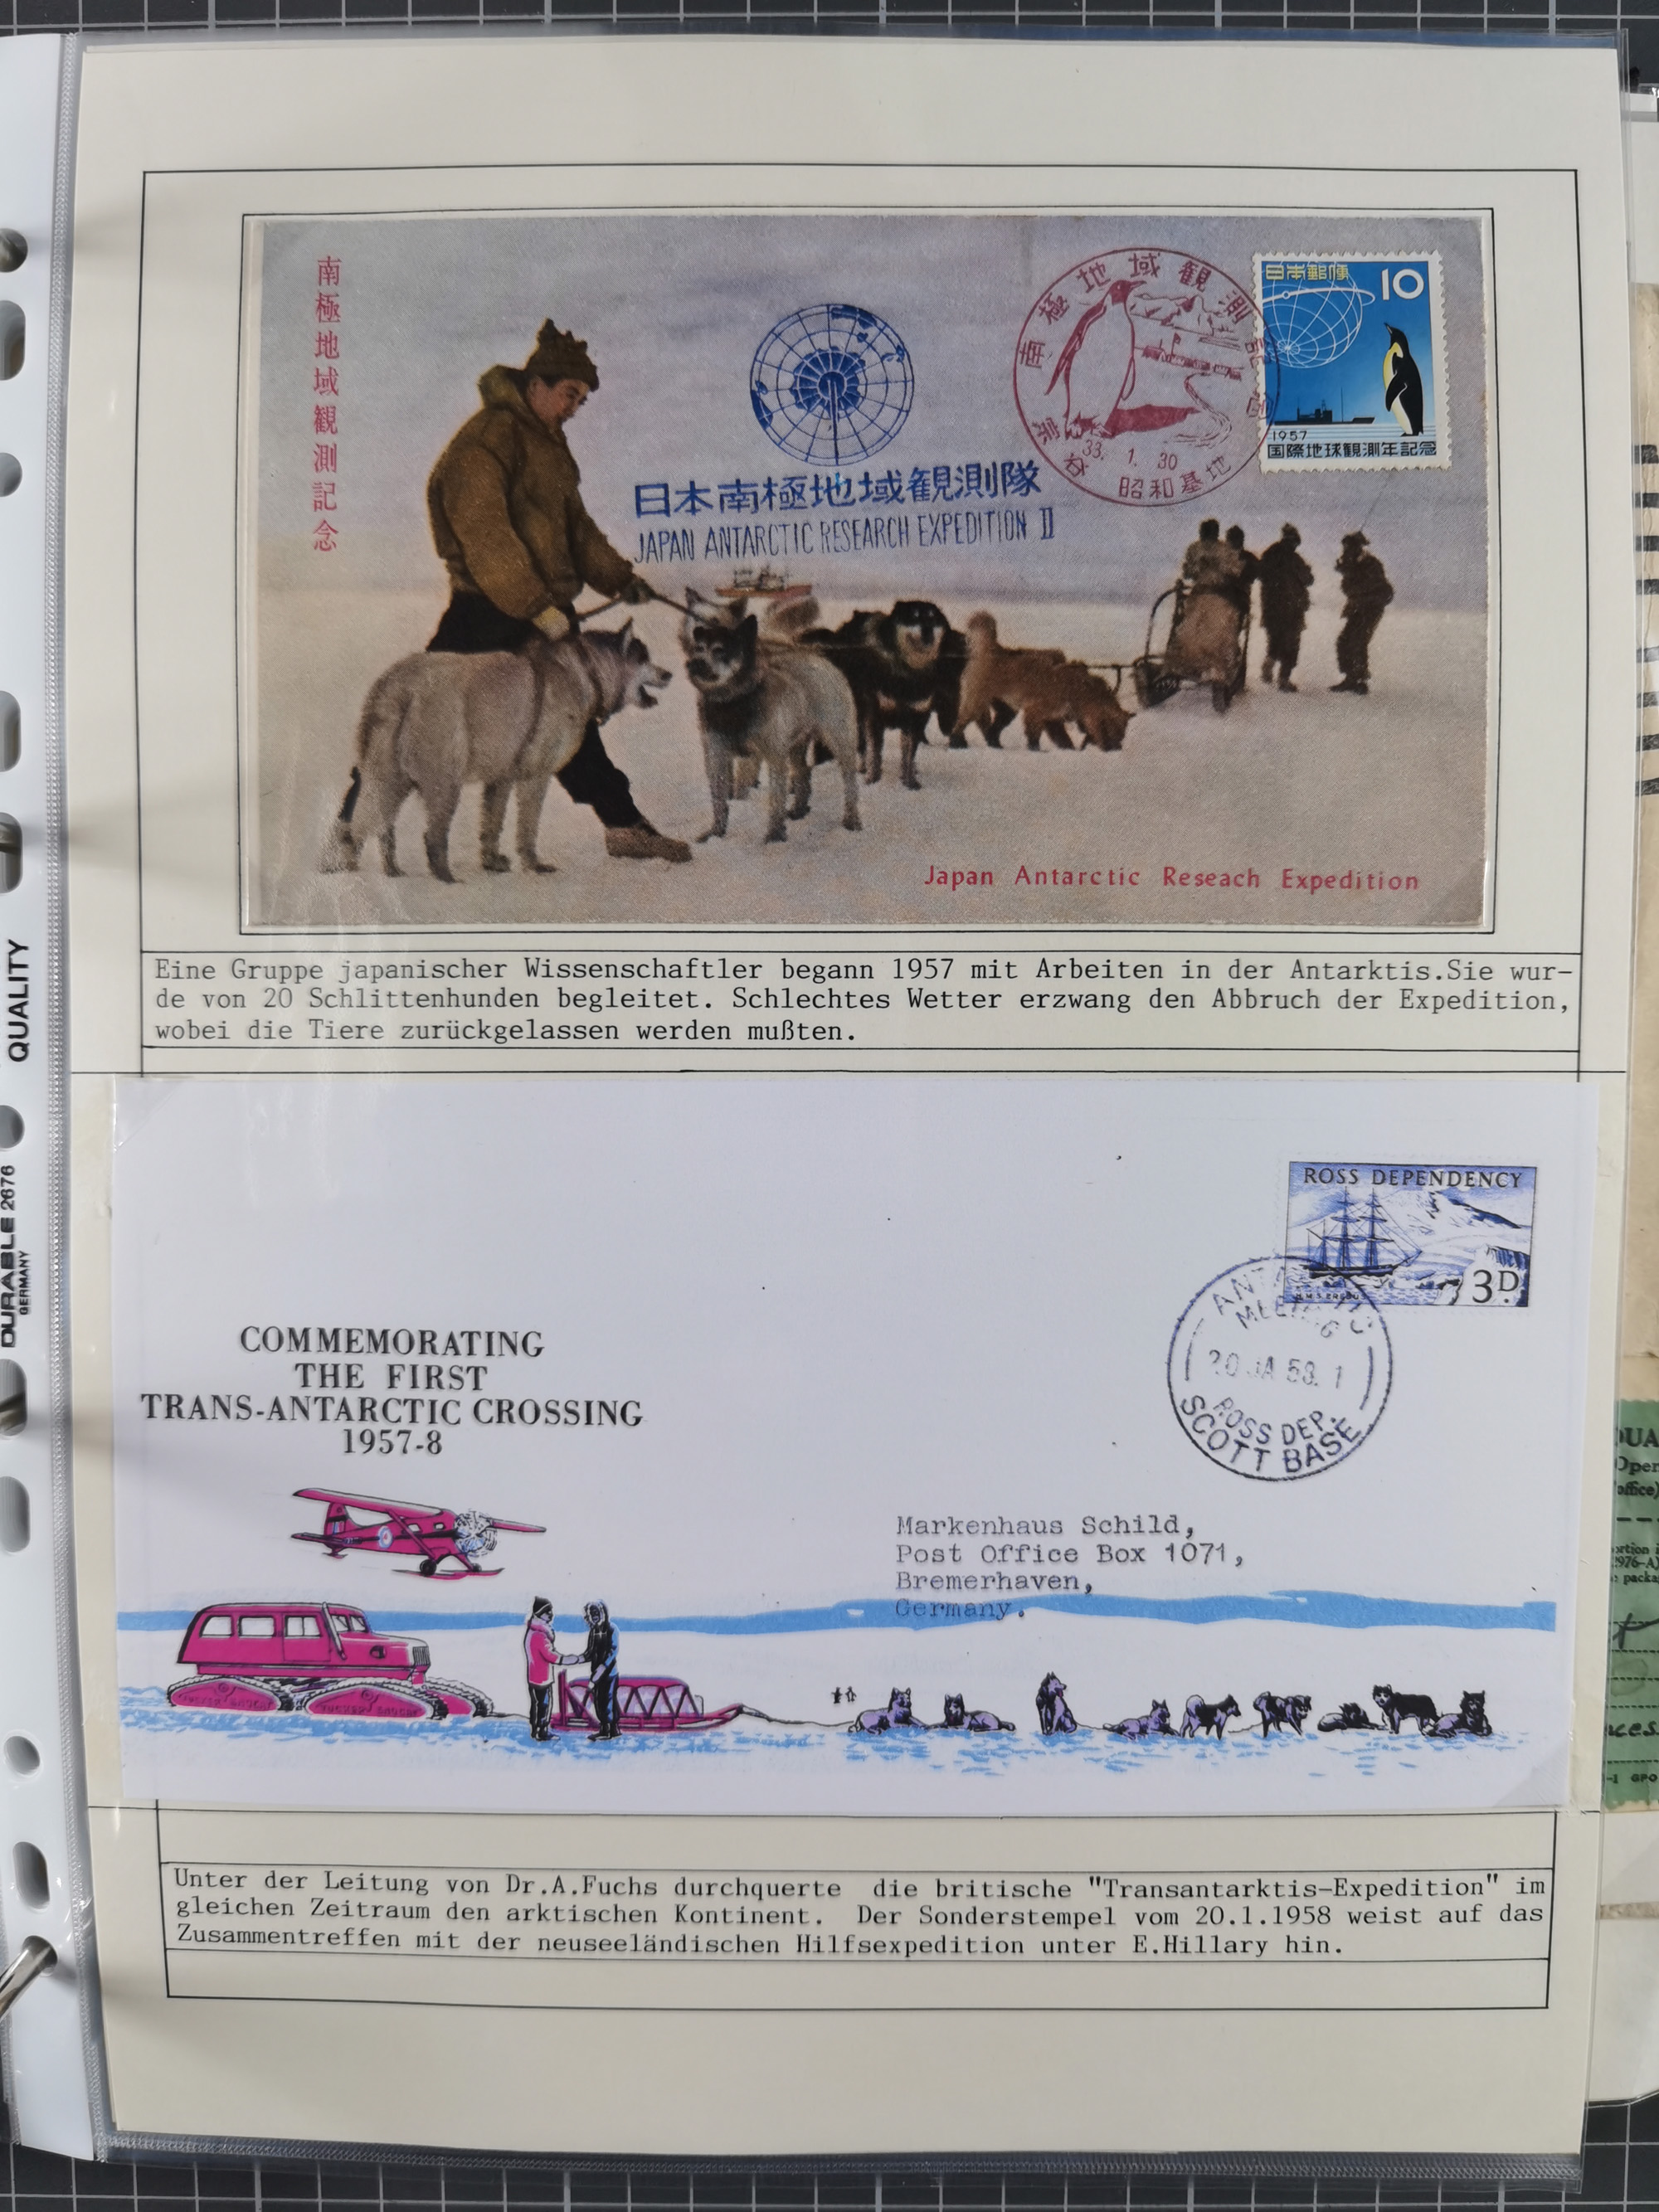 南極地域観測記念
日本郵便 10
1957
国際地球観測年記念
南極地域観測記念
宗谷
33. 1. 30
昭和基地
日本南極地域観測隊
JAPAN ANTARCTIC RESEARCH EXPEDITION II
Japan Antarctic Reseach Expedition
Eine Gruppe japanischer Wissenschaftler begann 1957 mit Arbeiten in der Antarktis.Sie wur-
de von 20 Schlittenhunden begleitet. Schlechtes Wetter erzwang den Abbruch der Expedition,
wobei die Tiere zurückgelassen werden mußten.
ROSS DEPENDENCY
H.M.S. EREBUS
3D.
MEETING
20 JA 58. 1
ROSS DEP.
SCOTT BASE
COMMEMORATING
THE FIRST
TRANS-ANTARCTIC CROSSING
1957-8
Markenhaus Schild,
Post Office Box 1071,
Bremerhaven,
Germany.
Unter der Leitung von Dr.A.Fuchs durchquerte die britische "Transantarktis-Expedition" im
gleichen Zeitraum den arktischen Kontinent. Der Sonderstempel vom 20.1.1958 weist auf das
Zusammentreffen mit der neuseeländischen Hilfsexpedition unter E.Hillary hin.
QUALITY
DURABLE 2676
GERMANY